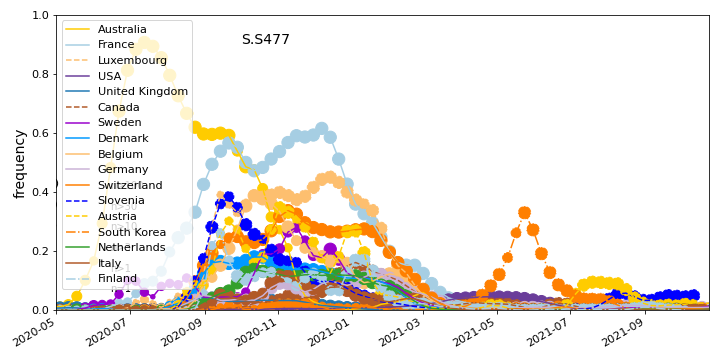 S.S477
frequency
1.0
0.8
0.6
0.4
0.2
0.0
Australia
France
Luxembourg
USA
United Kingdom
Canada
Sweden
Denmark
Belgium
Germany
Switzerland
Slovenia
Austria
South Korea
Netherlands
Italy
Finland
2020-05
2020-07
2020-09
2020-11
2021-01
2021-03
2021-05
2021-07
2021-09